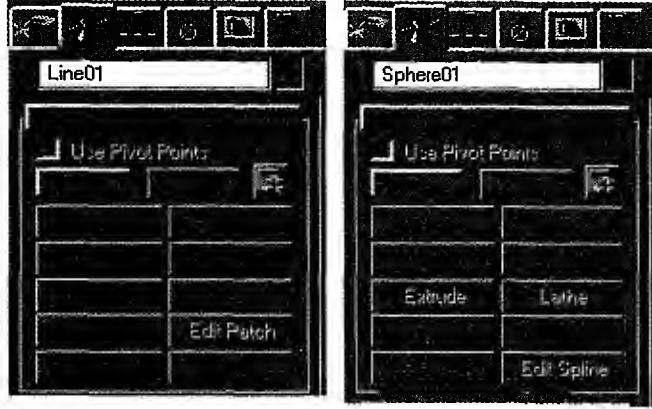 Line01
Use Pivot Points
Edit Patch
Sphere01
Use Pivot Points
Extrude
Lathe
Edit Spline